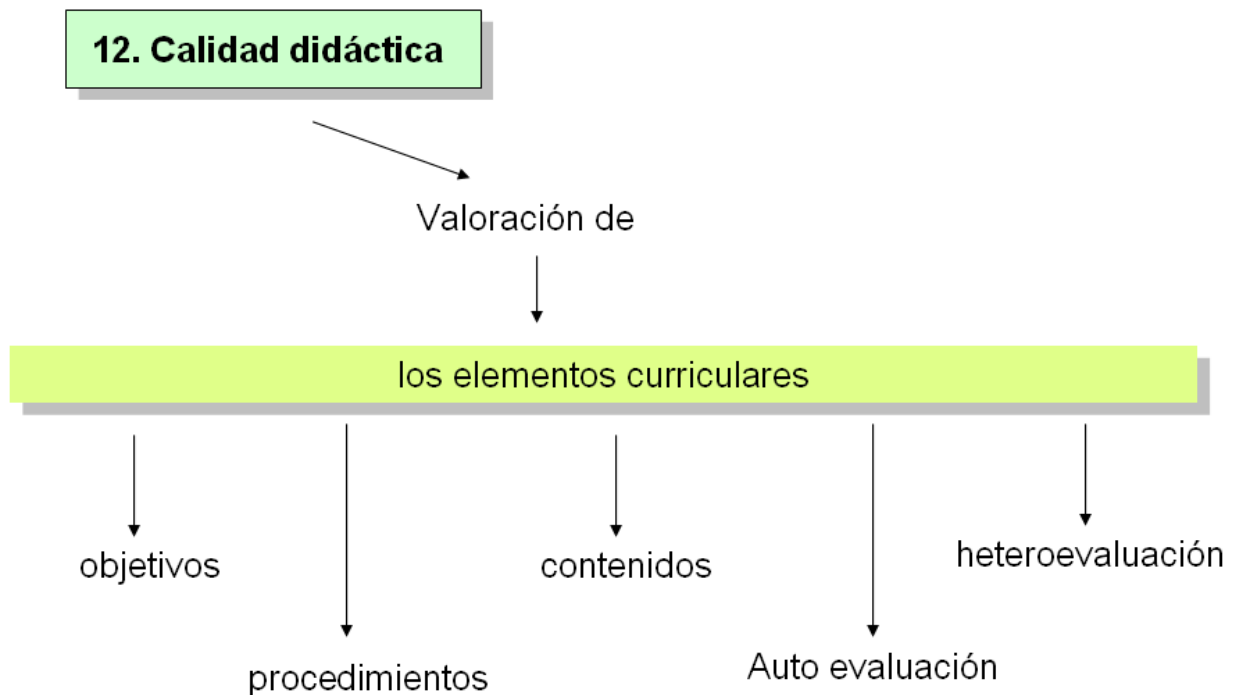 12. Calidad didáctica
Valoración de
los elementos curriculares
objetivos
contenidos
heteroevaluación
procedimientos
Auto evaluación